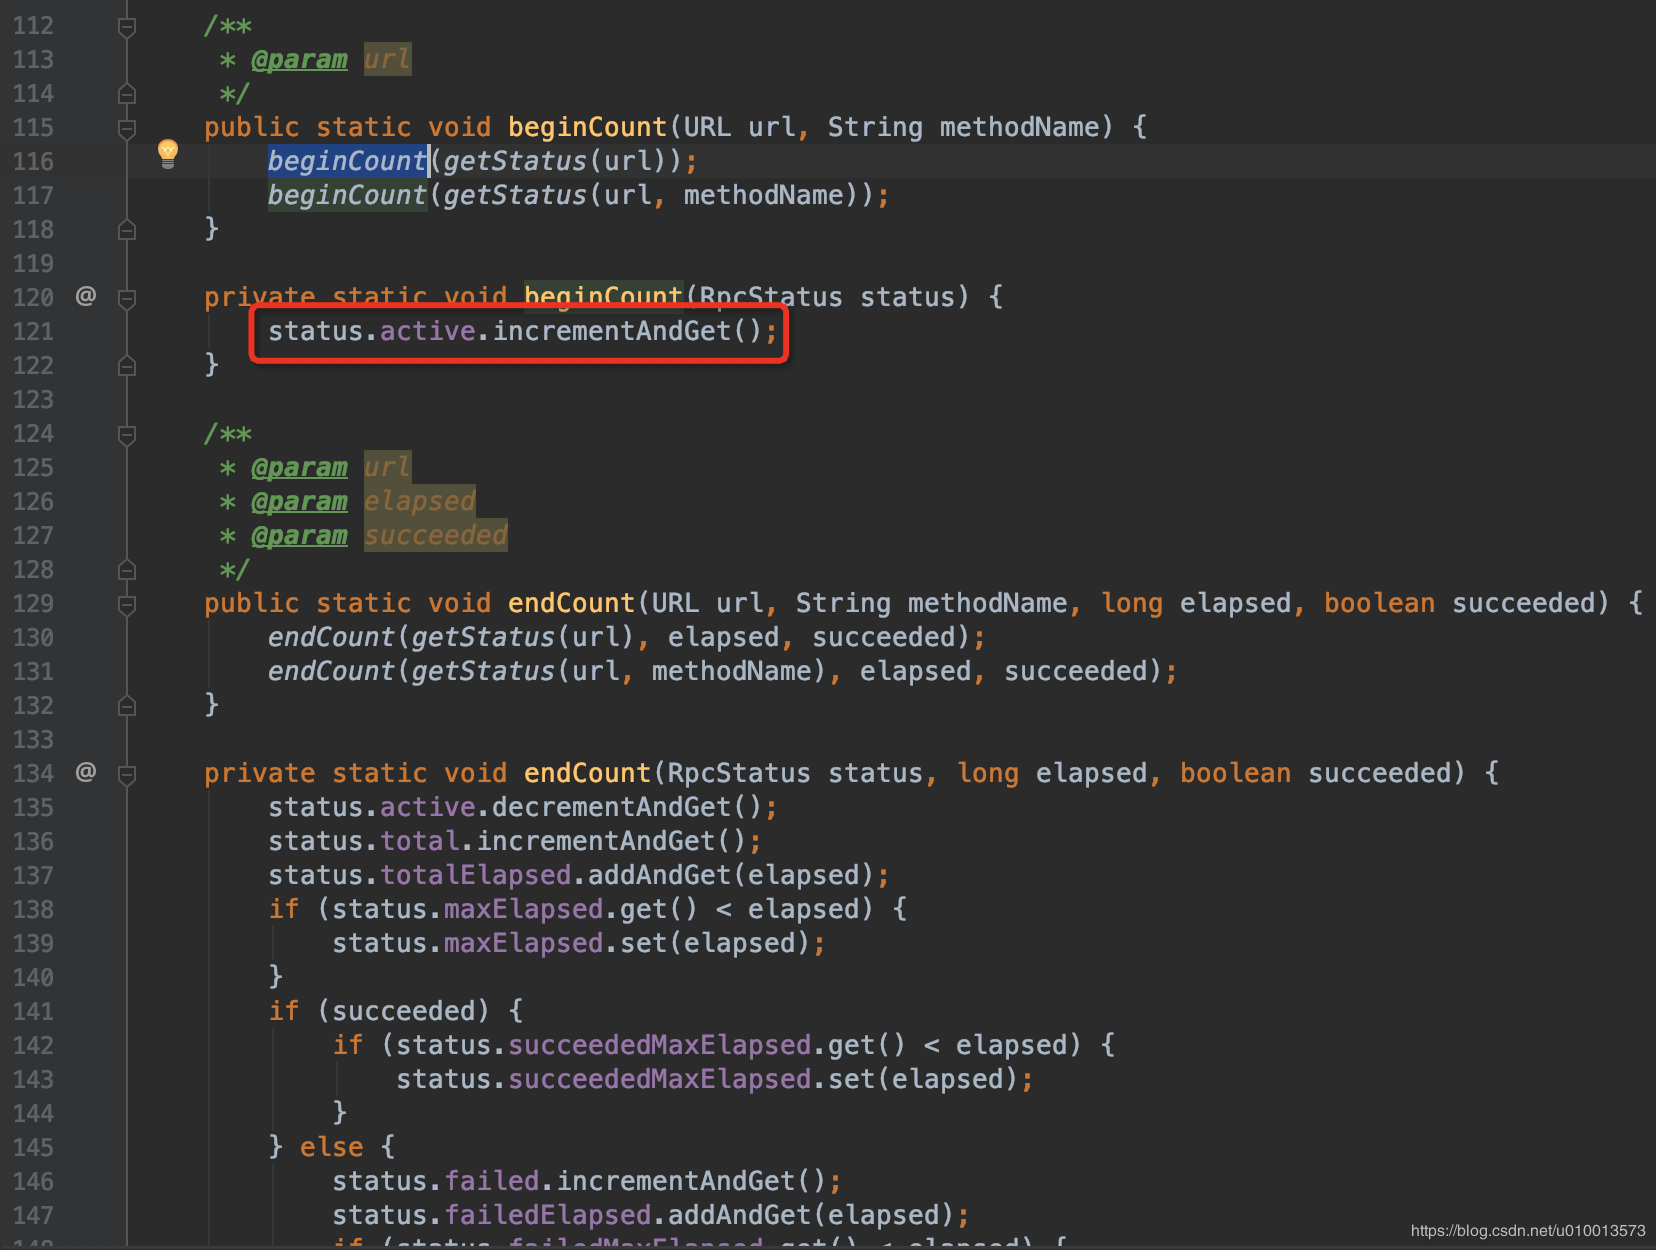 112 /**
113 * @param url
114 */
115 public static void beginCount(URL url, String methodName) {
116 beginCount(getStatus(url));
117 beginCount(getStatus(url, methodName));
118 }
119
120 @ private static void beginCount(RpcStatus status) {
121 status.active.incrementAndGet();
122 }
123
124 /**
125 * @param url
126 * @param elapsed
127 * @param succeeded
128 */
129 public static void endCount(URL url, String methodName, long elapsed, boolean succeeded) {
130 endCount(getStatus(url), elapsed, succeeded);
131 endCount(getStatus(url, methodName), elapsed, succeeded);
132 }
133
134 @ private static void endCount(RpcStatus status, long elapsed, boolean succeeded) {
135 status.active.decrementAndGet();
136 status.total.incrementAndGet();
137 status.totalElapsed.addAndGet(elapsed);
138 if (status.maxElapsed.get() < elapsed) {
139 status.maxElapsed.set(elapsed);
140 }
141 if (succeeded) {
142 if (status.succeededMaxElapsed.get() < elapsed) {
143 status.succeededMaxElapsed.set(elapsed);
144 }
145 } else {
146 status.failed.incrementAndGet();
147 status.failedElapsed.addAndGet(elapsed);
148 if (status.failedMaxElapsed.get() < elapsed) {
https://blog.csdn.net/u010013573